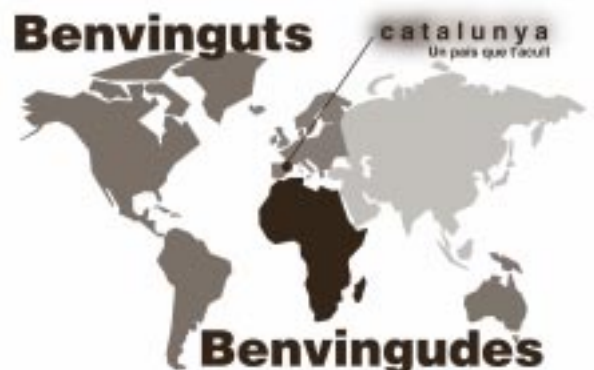 Benvinguts
catalunya
Un país que t'acull
Benvingudes